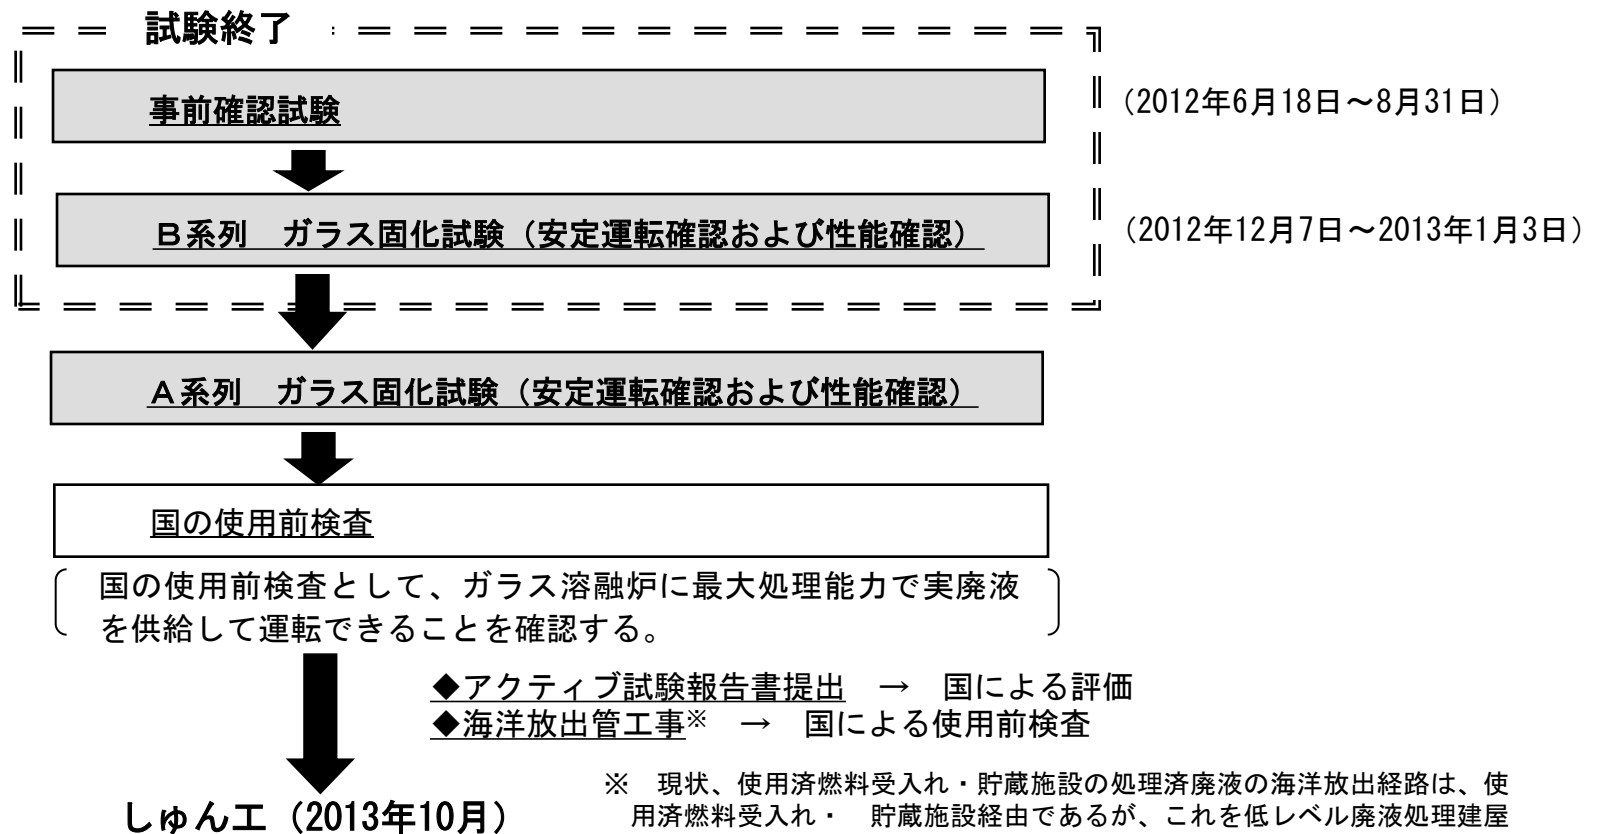 試験終了
事前確認試験
（2012年6月18日～8月31日）
Ｂ系列　ガラス固化試験（安定運転確認および性能確認）
（2012年12月7日～2013年1月3日）
Ａ系列　ガラス固化試験（安定運転確認および性能確認）
国の使用前検査
国の使用前検査として、ガラス溶融炉に最大処理能力で実廃液
を供給して運転できることを確認する。
◆アクティブ試験報告書提出　→　国による評価
◆海洋放出管工事※　→　国による使用前検査
しゅん工（2013年10月）
※　現状、使用済燃料受入れ・貯蔵施設の処理済廃液の海洋放出経路は、使
用済燃料受入れ・　貯蔵施設経由であるが、これを低レベル廃液処理建屋